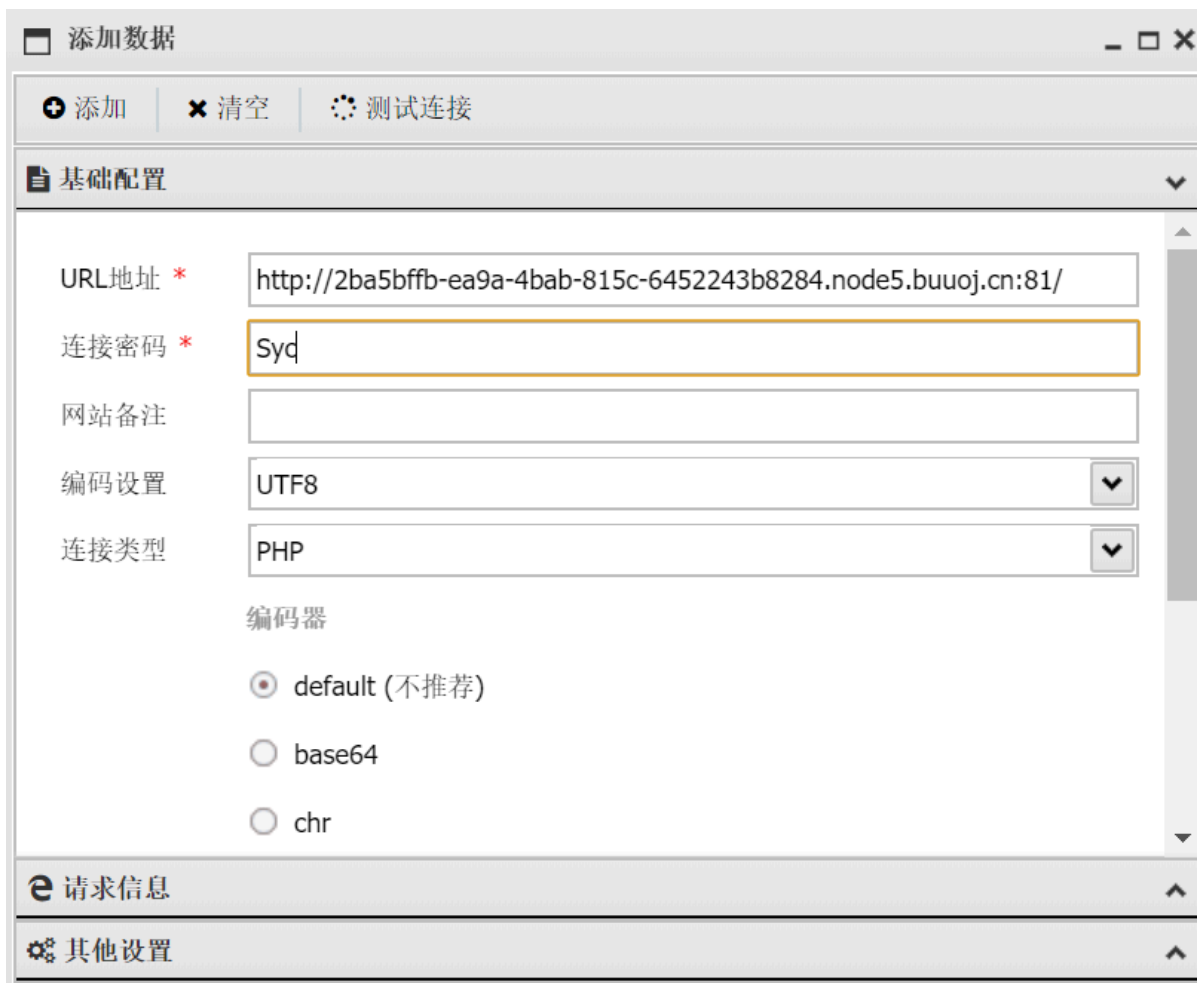 添加数据
添加 清空 测试连接
基础配置
URL地址 * http://2ba5bffb-ea9a-4bab-815c-6452243b8284.node5.buuoj.cn:81/
连接密码 * Syc
网站备注
编码设置 UTF8
连接类型 PHP
编码器
default (不推荐)
base64
chr
请求信息
其他设置